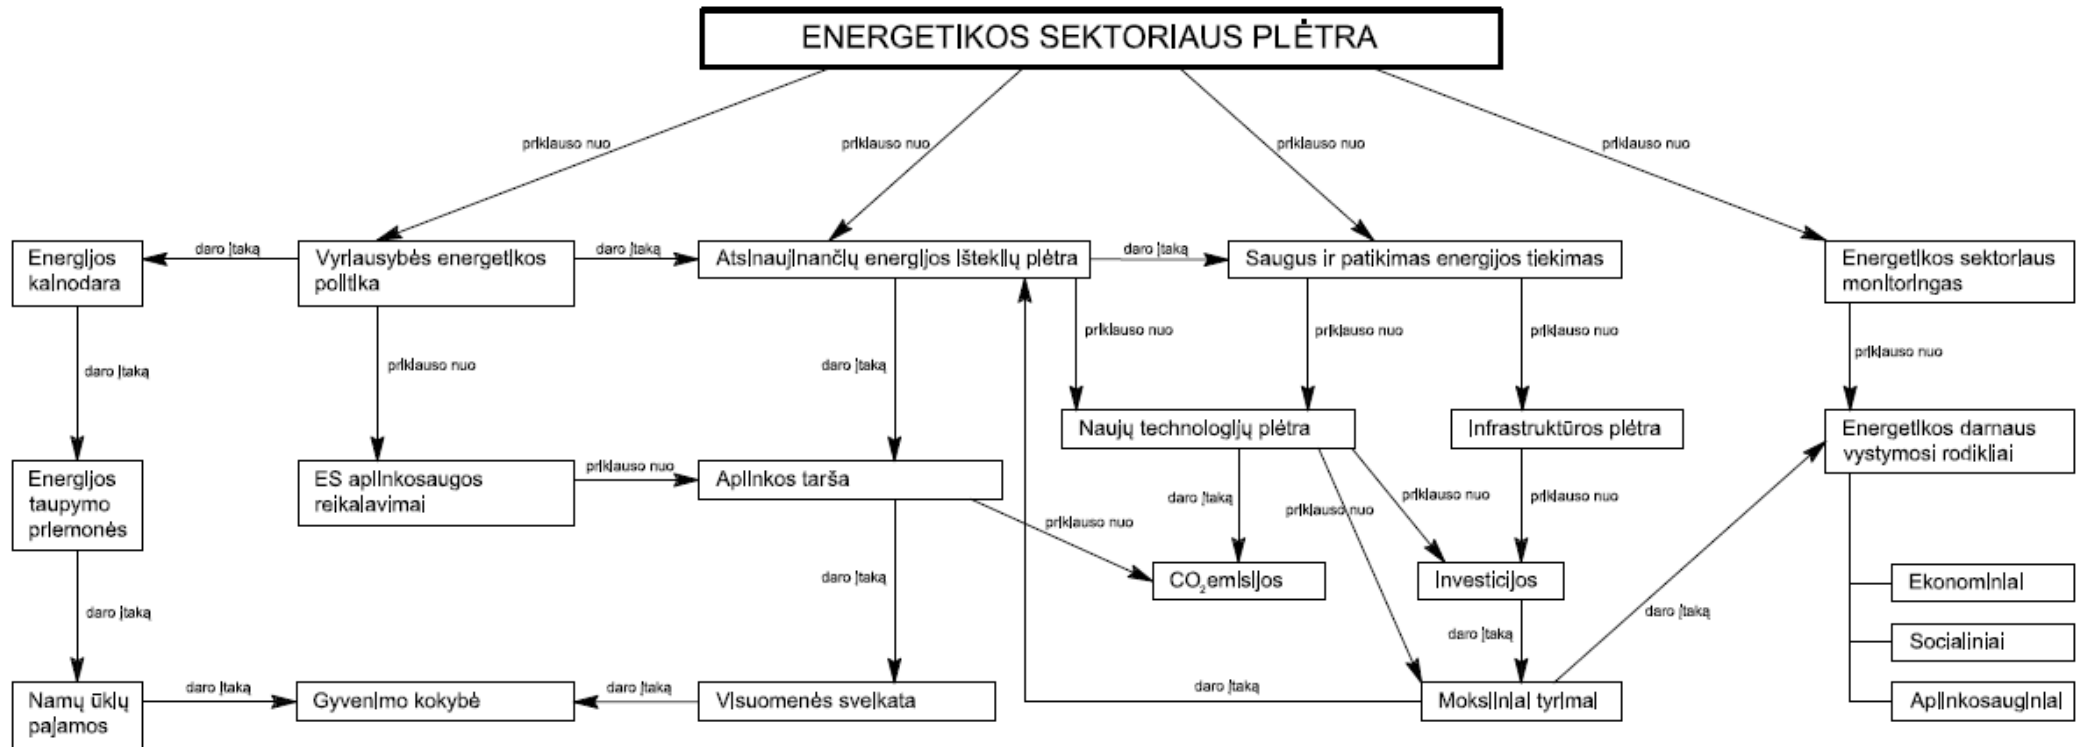 ENERGETIKOS SEKTORIAUS PLĖTRA
priklauso nuo
priklauso nuo
priklauso nuo
priklauso nuo
Energijos
kainodara
daro įtaką
Vyriausybės energetikos
politika
daro įtaką
Atsinaujinančių energijos išteklių plėtra
daro įtaką
Saugus ir patikimas energijos tiekimas
Energetikos sektoriaus
monitoringas
daro įtaką
priklauso nuo
daro įtaką
priklauso nuo
priklauso nuo
priklauso nuo
priklauso nuo
Naujų technologijų plėtra
Infrastruktūros plėtra
Energetikos darnaus
vystymosi rodikliai
Energijos
taupymo
priemonės
ES aplinkosaugos
reikalavimai
priklauso nuo
Aplinkos tarša
priklauso nuo
daro įtaką
priklauso nuo
priklauso nuo
priklauso nuo
daro įtaką
daro įtaką
CO2 emisijos
Investicijos
daro įtaką
daro įtaką
Ekonominiai
Socialiniai
Aplinkosauginiai
Namų ūkių
pajamos
daro įtaką
Gyvenimo kokybė
daro įtaką
Visuomenės sveikata
daro įtaką
Moksliniai tyrimai